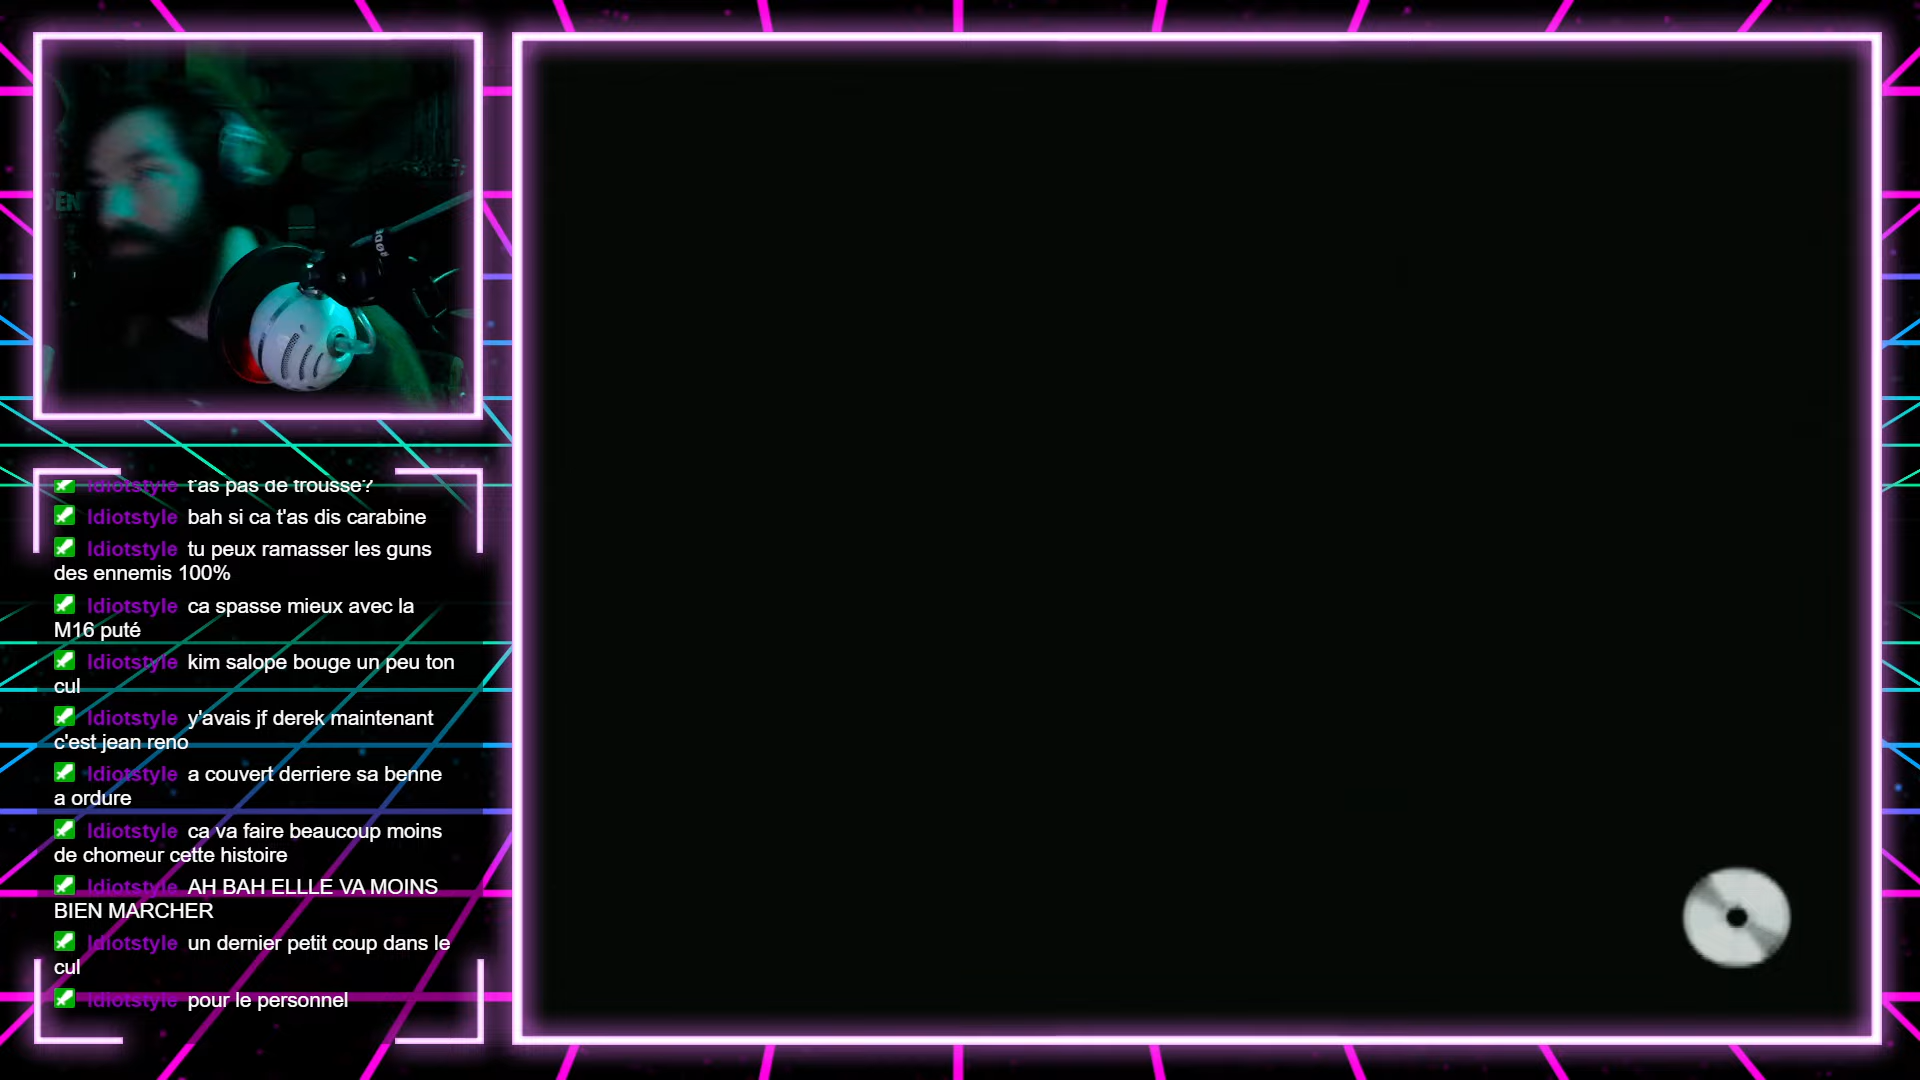 DEN
RØDE
Idiotstyle t'as pas de trousse?
Idiotstyle bah si ca t'as dis carabine
Idiotstyle tu peux ramasser les guns
des ennemis 100%
Idiotstyle ca spasse mieux avec la
M16 puté
Idiotstyle kim salope bouge un peu ton
cul
Idiotstyle y'avais jf derek maintenant
c'est jean reno
Idiotstyle a couvert derriere sa benne
a ordure
Idiotstyle ca va faire beaucoup moins
de chomeur cette histoire
Idiotstyle AH BAH ELLLE VA MOINS
BIEN MARCHER
Idiotstyle un dernier petit coup dans le
cul
Idiotstyle pour le personnel